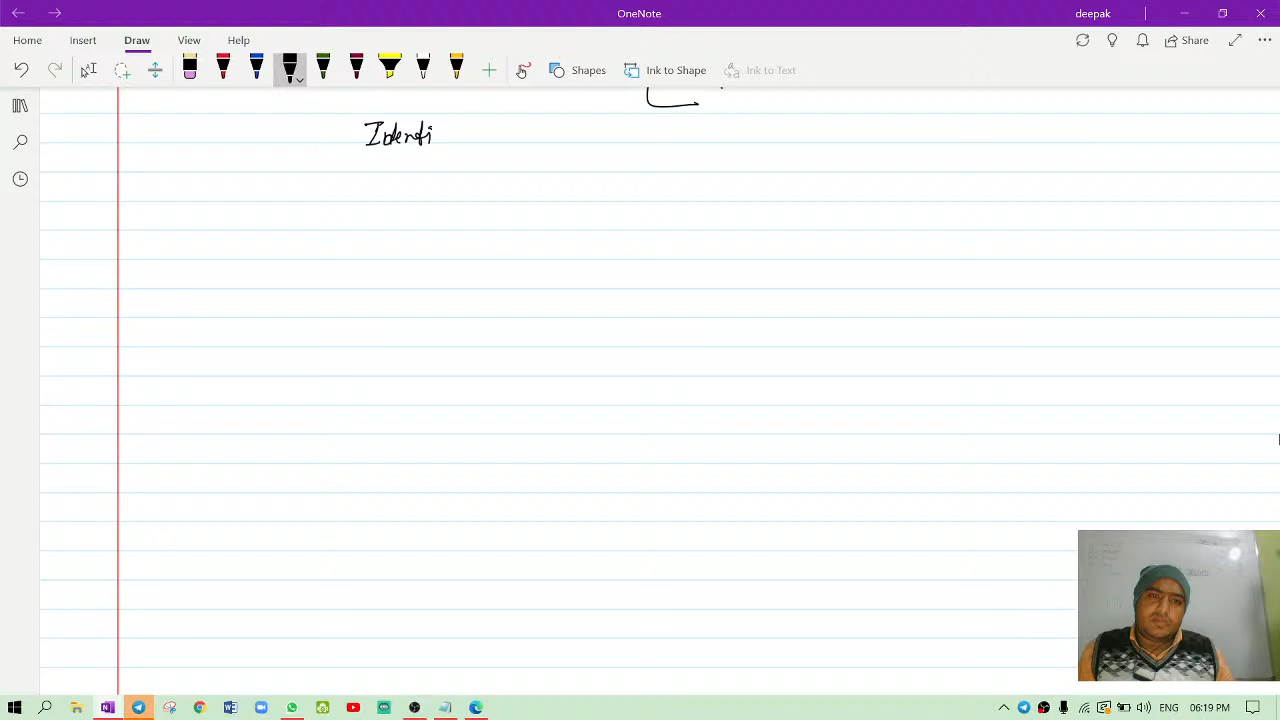 OneNote
deepak
Home Insert Draw View Help
Share
Shapes Ink to Shape Ink to Text
Identi
ENG 06:19 PM